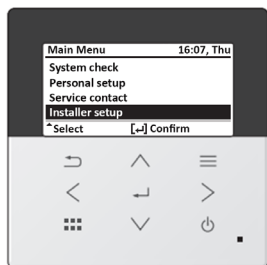 Main Menu 16:07, Thu
System check
Personal setup
Service contact
Installer setup
Select [↵] Confirm